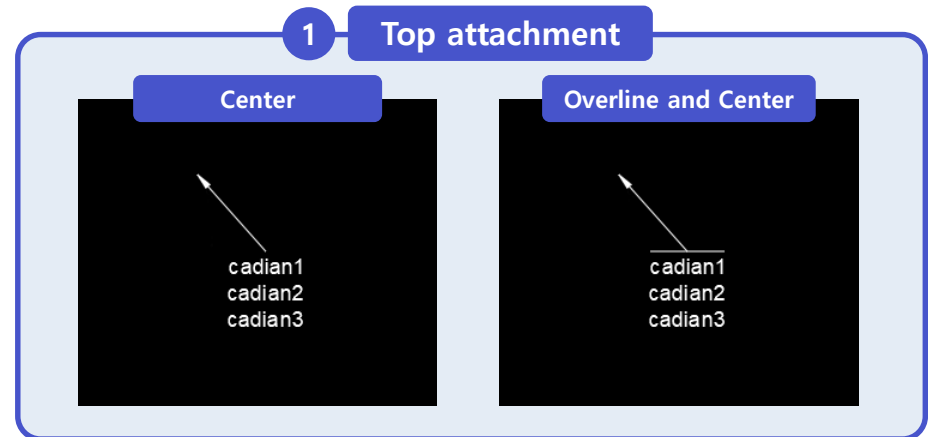 1 Top attachment
Center
cadian1
cadian2
cadian3
Overline and Center
cadian1
cadian2
cadian3